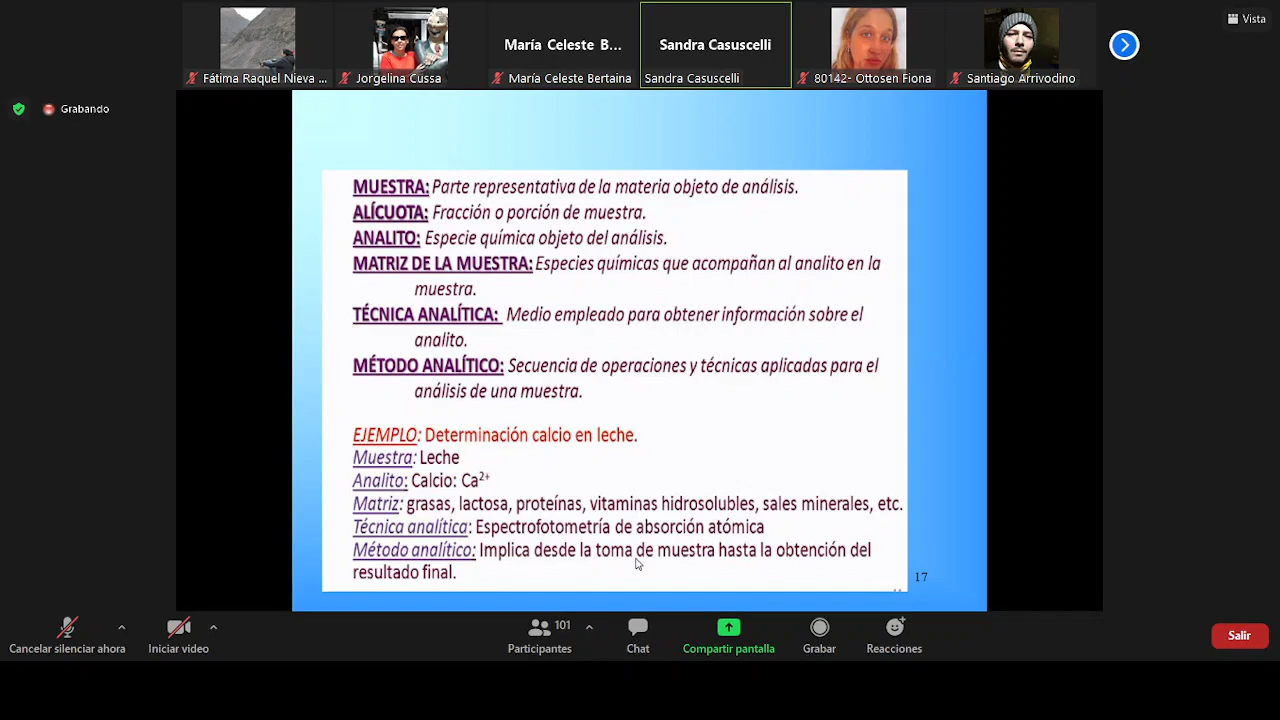 Vista
María Celeste B...
Sandra Casuscelli
Fátima Raquel Nieva ...
Jorgelina Cussa
María Celeste Bertaina
Sandra Casuscelli
80142- Ottosen Fiona
Santiago Arrivodino
Grabando
MUESTRA: Parte representativa de la materia objeto de análisis.
ALÍCUOTA: Fracción o porción de muestra.
ANALITO: Especie química objeto del análisis.
MATRIZ DE LA MUESTRA: Especies químicas que acompañan al analito en la
muestra.
TÉCNICA ANALÍTICA: Medio empleado para obtener información sobre el
analito.
MÉTODO ANALÍTICO: Secuencia de operaciones y técnicas aplicadas para el
análisis de una muestra.
EJEMPLO: Determinación calcio en leche.
Muestra: Leche
Analito: Calcio: Ca²⁺
Matriz: grasas, lactosa, proteínas, vitaminas hidrosolubles, sales minerales, etc.
Técnica analítica: Espectrofotometría de absorción atómica
Método analítico: Implica desde la toma de muestra hasta la obtención del
resultado final.
17
Cancelar silenciar ahora
Iniciar video
101
Participantes
Chat
Compartir pantalla
Grabar
Reacciones
Salir